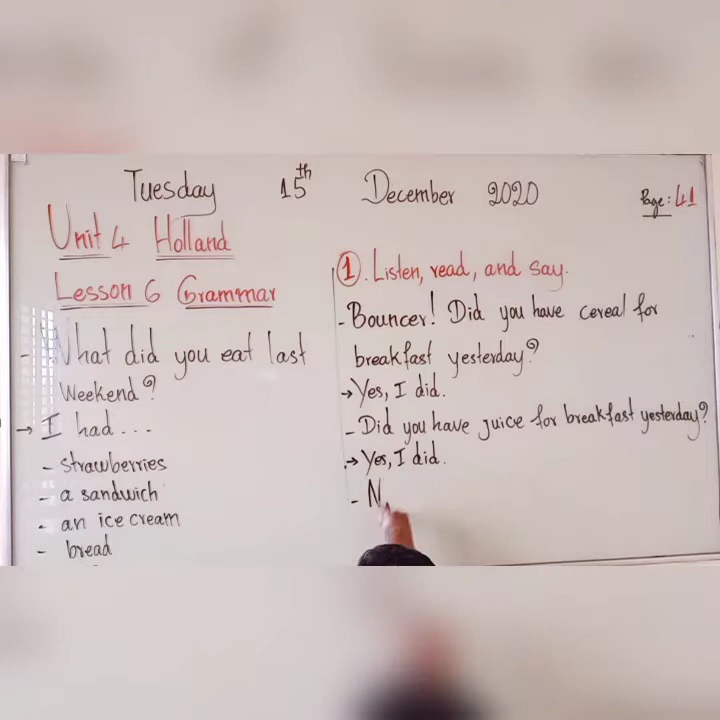 Tuesday 15th December 2020
Page: 41
Unit 4 Holland
Lesson 6 Grammar
- What did you eat last
Weekend?
→ I had...
- strawberries
- a sandwich
- an ice cream
- bread
1. Listen, read, and say.
- Bouncer! Did you have cereal for
breakfast yesterday?
→ Yes, I did.
- Did you have juice for breakfast yesterday?
→ Yes, I did.
- N